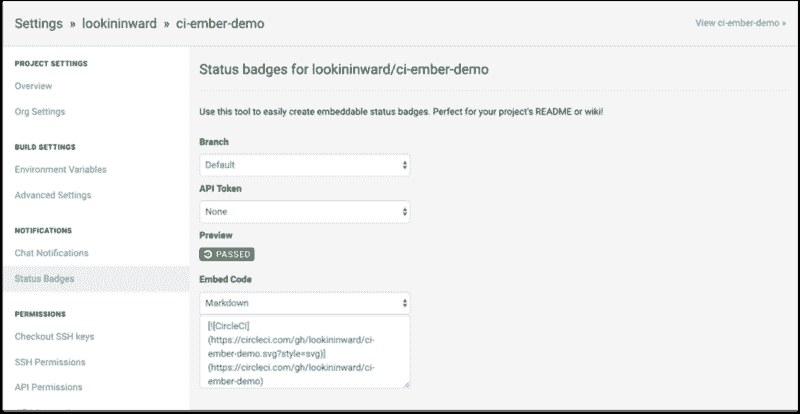 Settings » lookininward » ci-ember-demo
View ci-ember-demo »
PROJECT SETTINGS
Overview
Org Settings
BUILD SETTINGS
Environment Variables
Advanced Settings
NOTIFICATIONS
Chat Notifications
Status Badges
PERMISSIONS
Checkout SSH keys
SSH Permissions
API Permissions
Status badges for lookininward/ci-ember-demo
Use this tool to easily create embeddable status badges. Perfect for your project's README or wiki!
Branch
Default
API Token
None
Preview
PASSED
Embed Code
Markdown
[![CircleCI]
(https://circleci.com/gh/lookininward/ci-
ember-demo.svg?style=svg)]
(https://circleci.com/gh/lookininward/ci-
ember-demo)